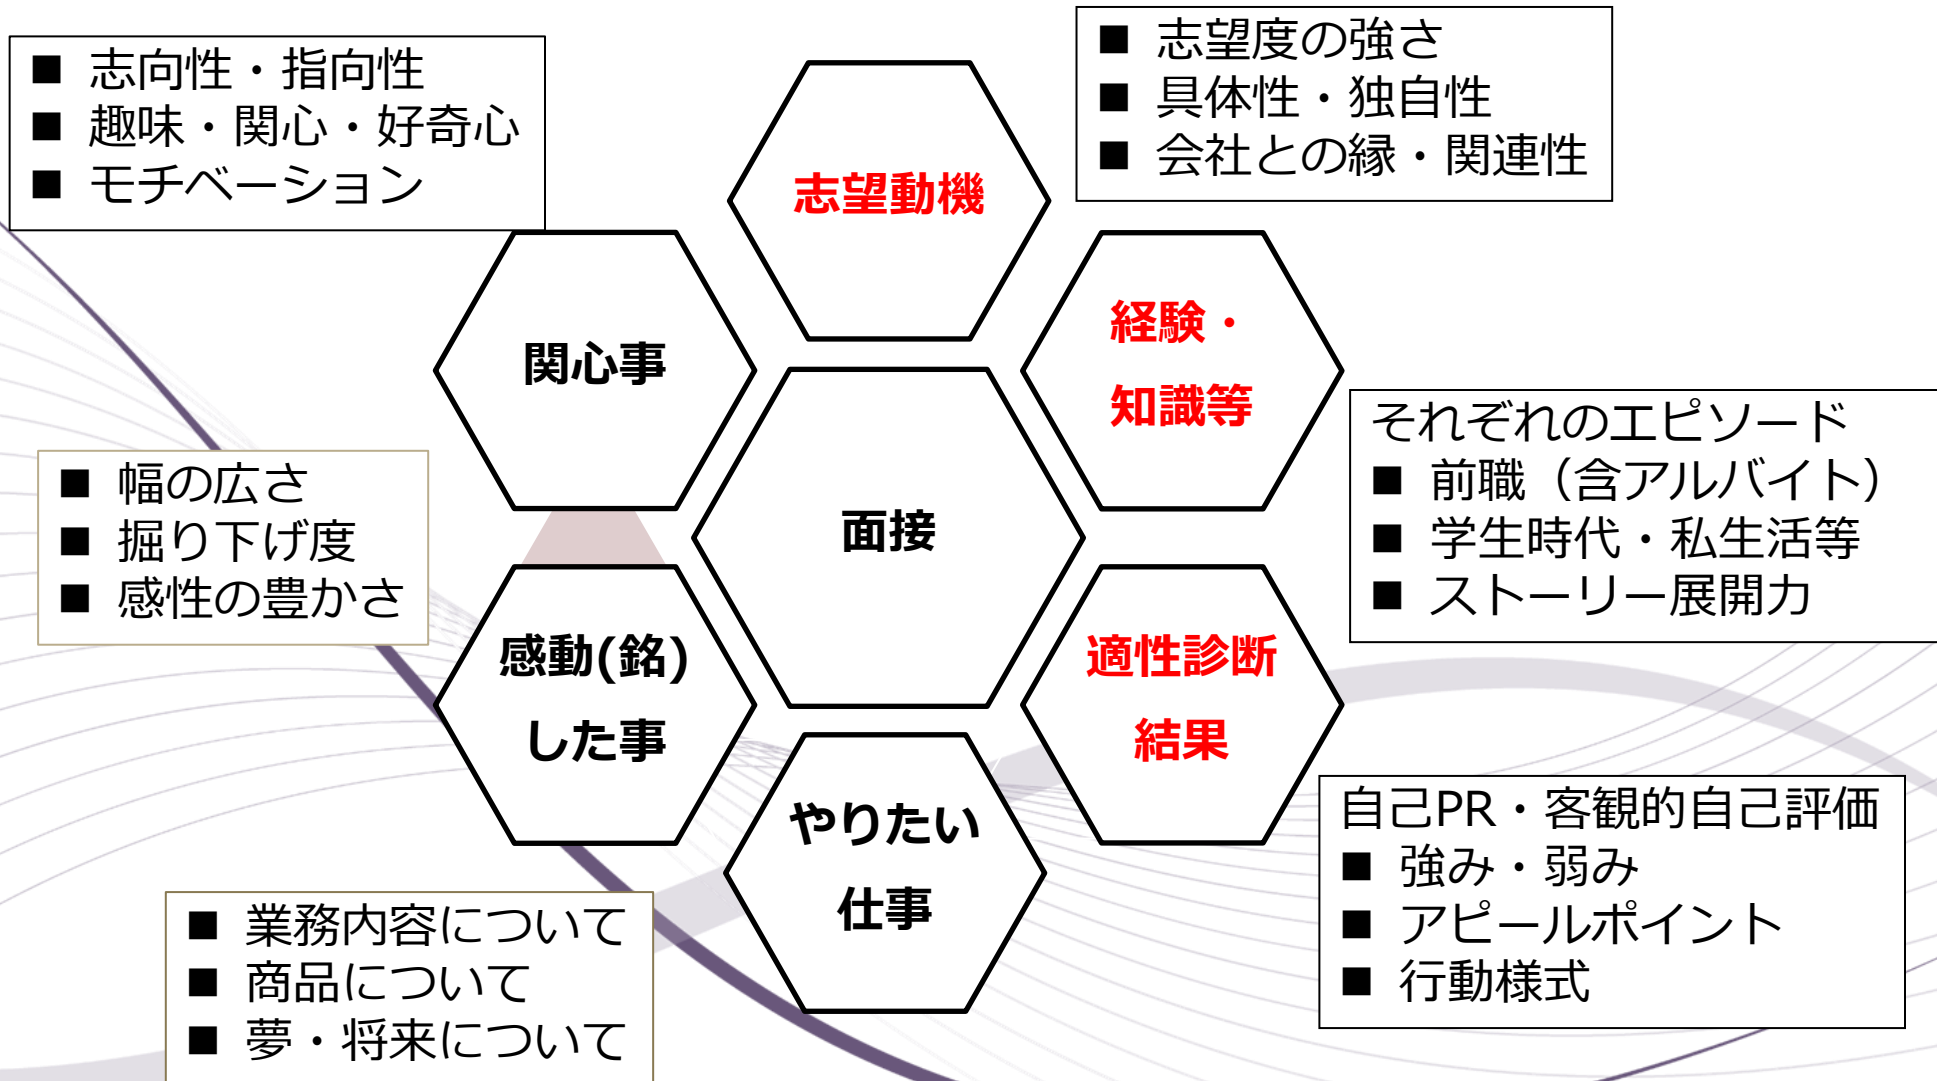 ■ 志向性・指向性
■ 趣味・関心・好奇心
■ モチベーション
■ 志望度の強さ
■ 具体性・独自性
■ 会社との縁・関連性
志望動機
関心事
経験・
知識等
それぞれのエピソード
■ 前職（含アルバイト）
■ 学生時代・私生活等
■ ストーリー展開力
■ 幅の広さ
■ 掘り下げ度
■ 感性の豊かさ
面接
感動(銘)
した事
適性診断
結果
やりたい
仕事
自己PR・客観的自己評価
■ 強み・弱み
■ アピールポイント
■ 行動様式
■ 業務内容について
■ 商品について
■ 夢・将来について